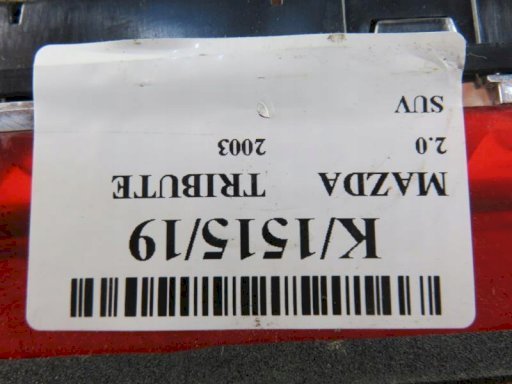 K/1515/19
MAZDA TRIBUTE
2.0 2003
SUV